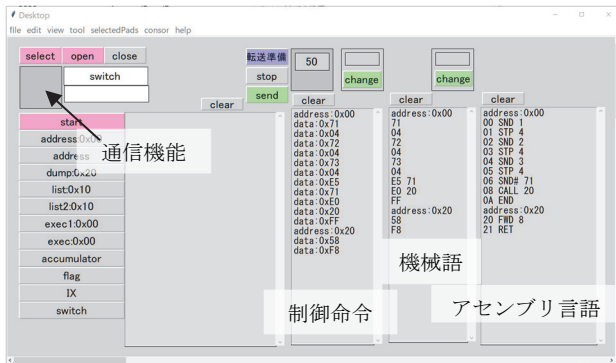 Desktop
file edit view tool selectedPads consor help
select open close
switch
転送準備
stop
send
50
change
change
clear
clear
clear
clear
start
address:0x00
address
dump:0x20
list:0x10
list2:0x10
exec1:0x00
exec:0x00
accumulator
flag
IX
switch
通信機能
address:0x00
data:0x71
data:0x04
data:0x72
data:0x04
data:0x73
data:0x04
data:0xE5
data:0x71
data:0xE0
data:0x20
data:0xFF
address:0x20
data:0x58
data:0xF8
制御命令
address:0x00
71
04
72
04
73
04
E5 71
E0 20
FF
address:0x20
58
F8
機械語
address:0x00
00 SND 1
01 STP 4
02 SND 2
03 STP 4
04 SND 3
05 STP 4
06 SND# 71
08 CALL 20
0A END
address:0x20
20 FWD 8
21 RET
アセンブリ言語